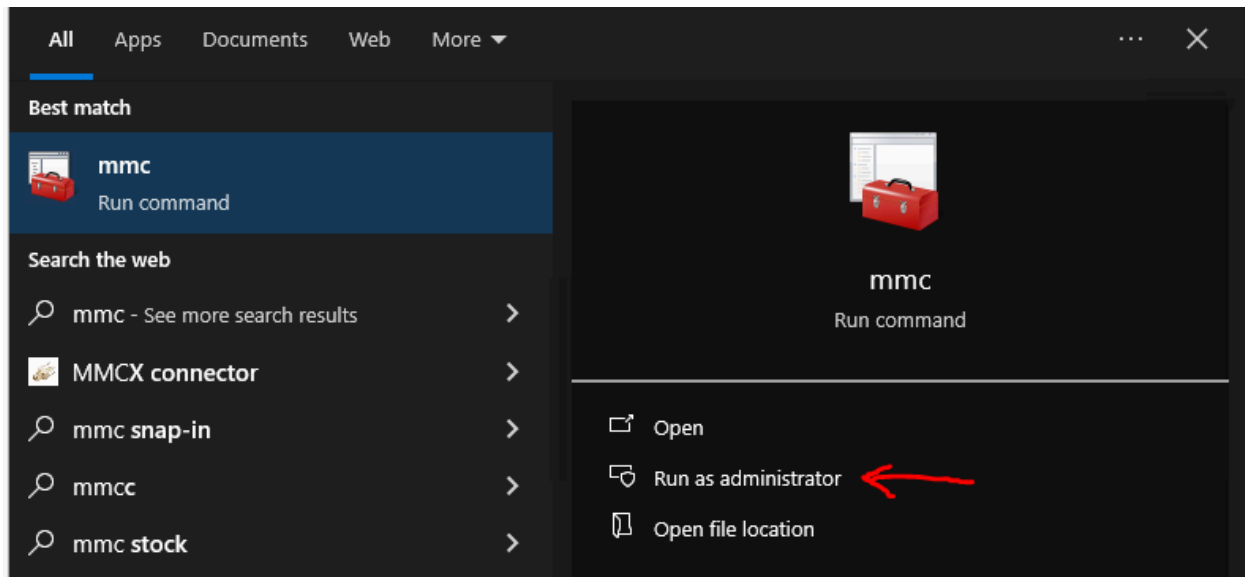 All Apps Documents Web More
Best match
mmc
Run command
Search the web
mmc - See more search results
MMCX connector
mmc snap-in
mmcc
mmc stock
mmc
Run command
Open
Run as administrator
Open file location